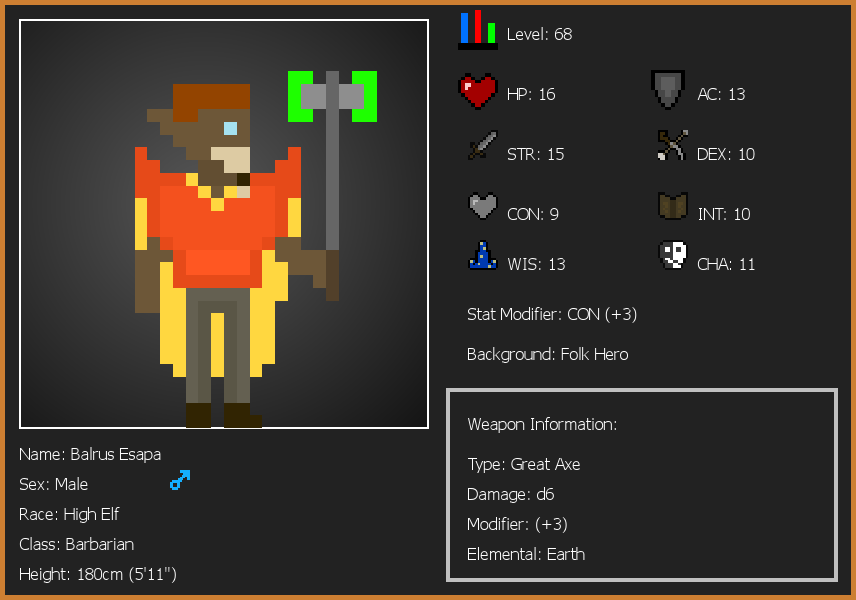 Level: 68
HP: 16
AC: 13
STR: 15
DEX: 10
CON: 9
INT: 10
WIS: 13
CHA: 11
Stat Modifier: CON (+3)
Background: Folk Hero
Weapon Information:
Type: Great Axe
Damage: d6
Modifier: (+3)
Elemental: Earth
Name: Balrus Esapa
Sex: Male
Race: High Elf
Class: Barbarian
Height: 180cm (5'11")